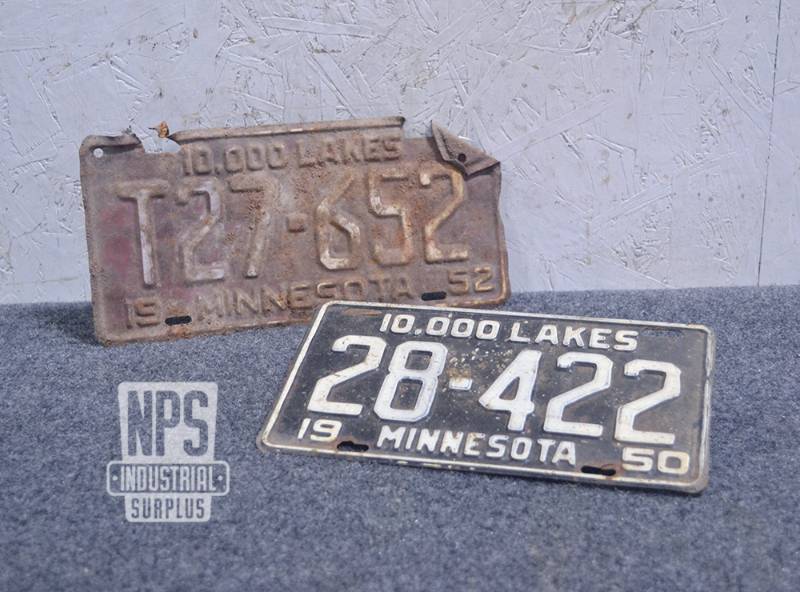 10,000 LAKES
T27-652
19 MINNESOTA 52
10,000 LAKES
28-422
19 MINNESOTA 50
NPS
INDUSTRIAL
SURPLUS